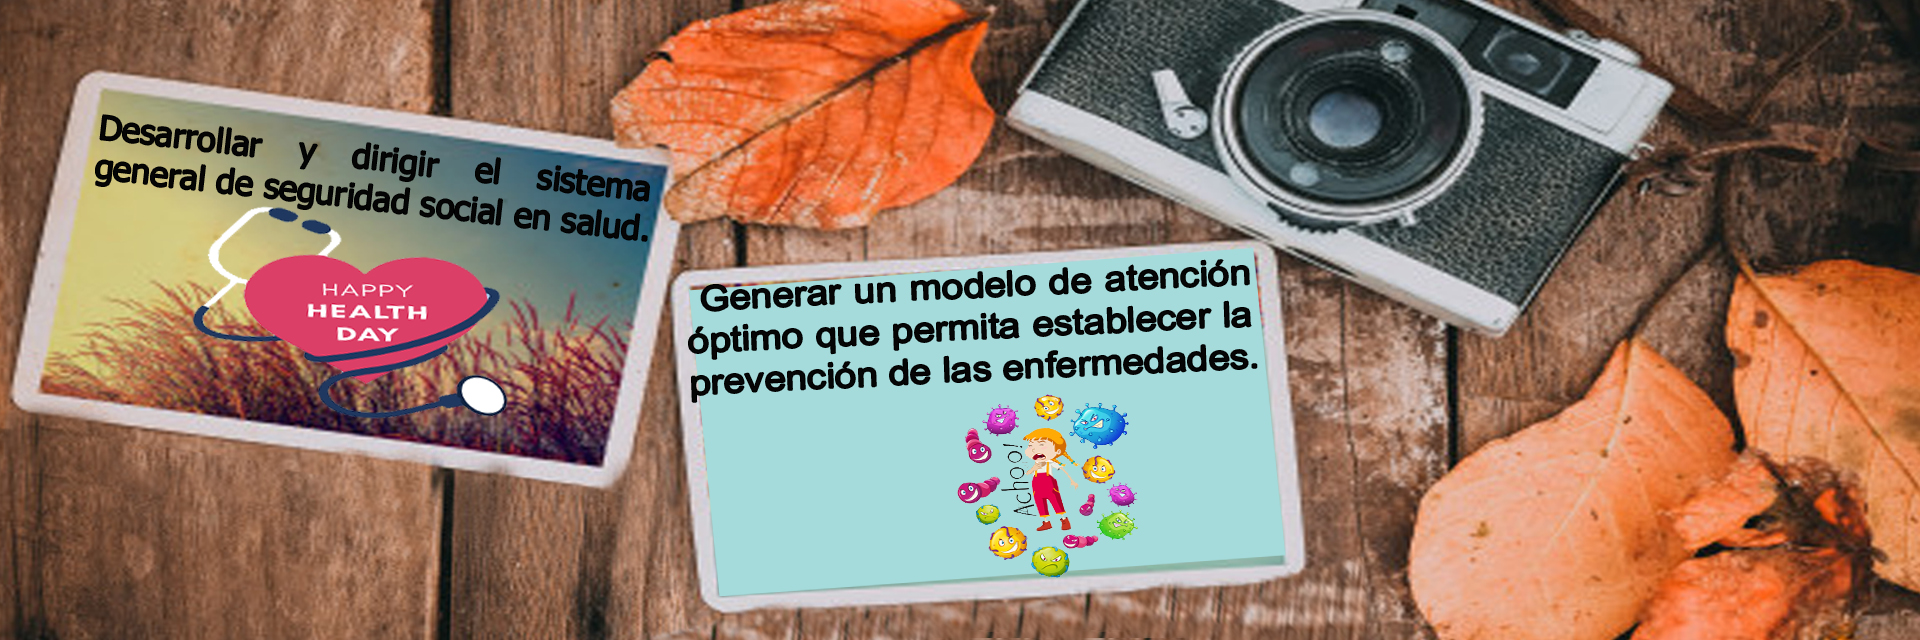 Desarrollar y dirigir el sistema
general de seguridad social en salud.
HAPPY
HEALTH
DAY
Generar un modelo de atención
óptimo que permita establecer la
prevención de las enfermedades.
Achoo!